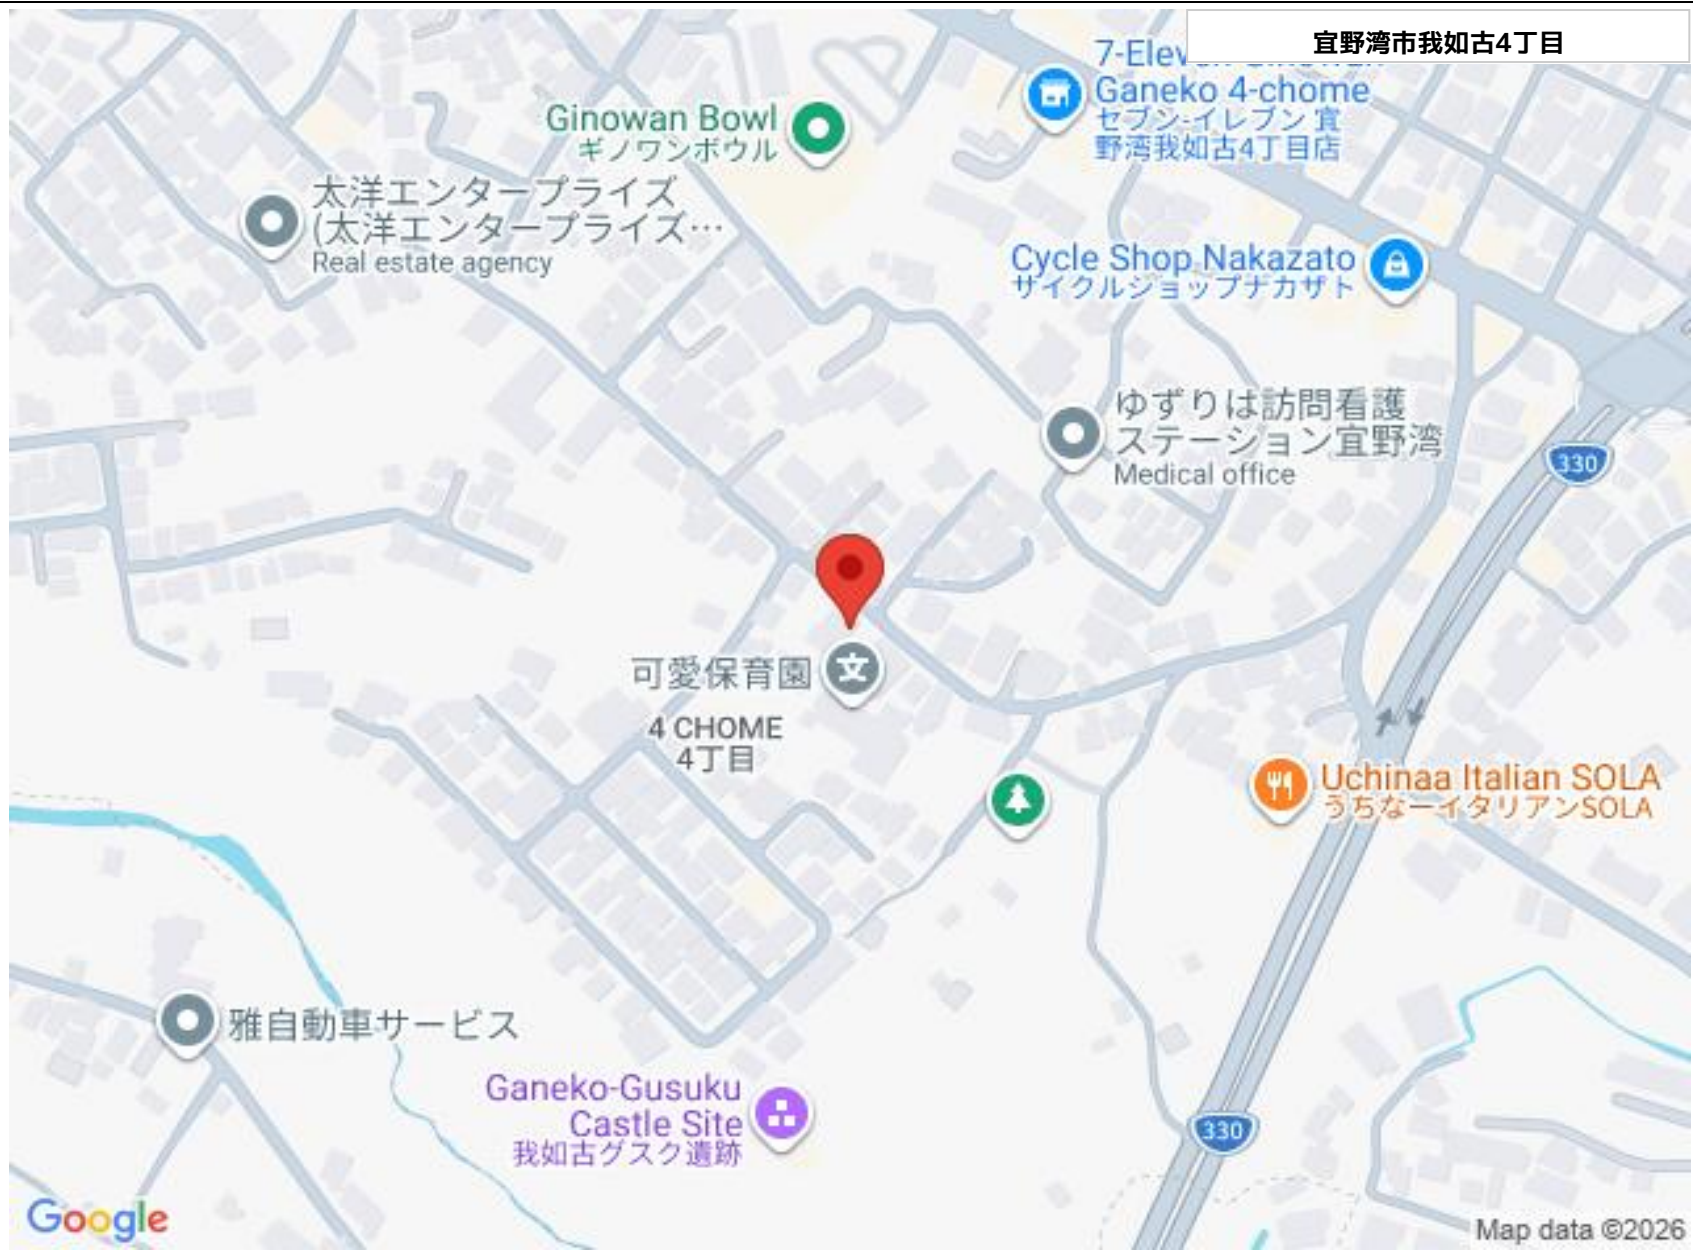 宜野湾市我如古4丁目
Ganeko 4-chome
セブン-イレブン 宜
野湾我如古4丁目店
Ginowan Bowl
ギノワンボウル
太洋エンタープライズ
(太洋エンタープライズ…
Real estate agency
Cycle Shop Nakazato
サイクルショップナカザト
ゆずりは訪問看護
ステーション宜野湾
Medical office
330
可愛保育園
文
4 CHOME
4丁目
Uchinaa Italian SOLA
うちなーイタリアンSOLA
雅自動車サービス
Ganeko-Gusuku
Castle Site
我如古グスク遺跡
330
Google
Map data ©2026